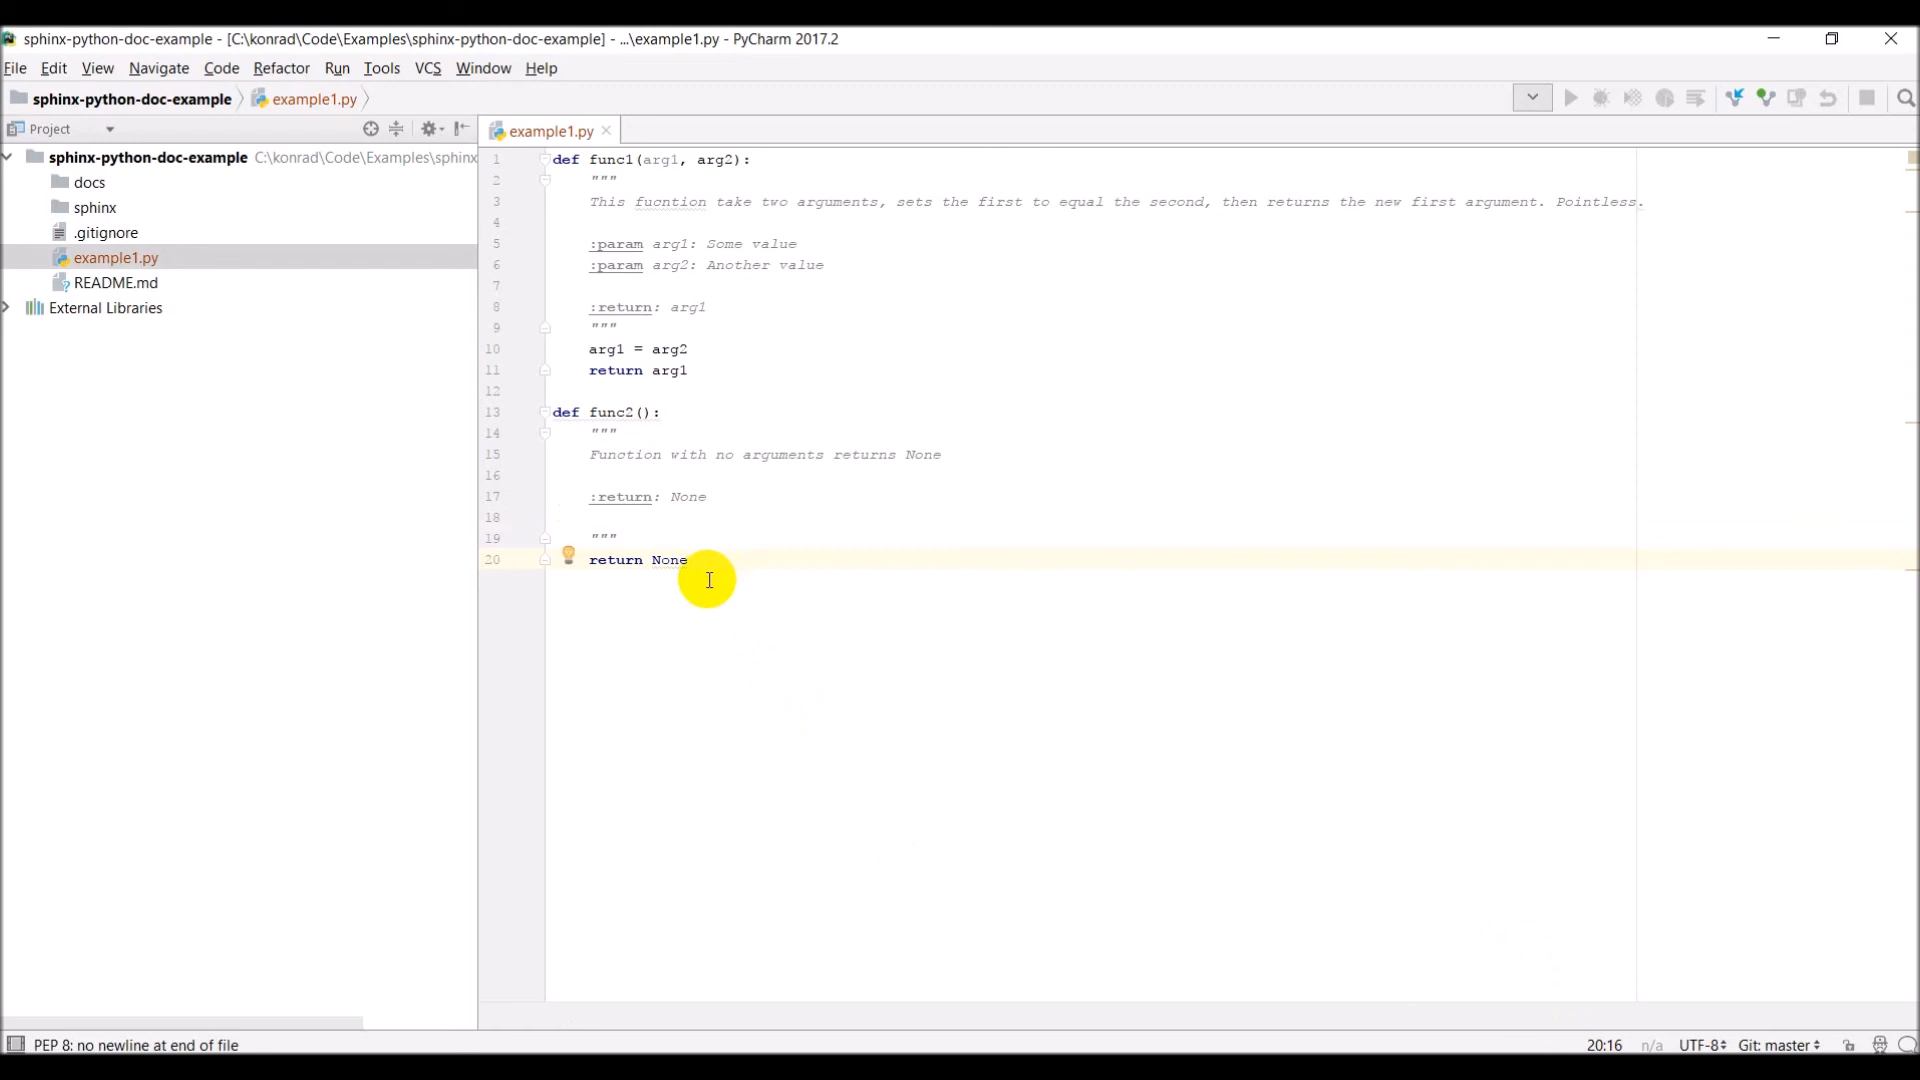 sphinx-python-doc-example - [C:\konrad\Code\Examples\sphinx-python-doc-example] - ...\example1.py - PyCharm 2017.2
File Edit View Navigate Code Refactor Run Tools VCS Window Help
sphinx-python-doc-example example1.py
Project
example1.py
sphinx-python-doc-example C:\konrad\Code\Examples\sphinx
docs
sphinx
.gitignore
example1.py
README.md
External Libraries
1 def func1(arg1, arg2):
2 """
3 This fucntion take two arguments, sets the first to equal the second, then returns the new first argument. Pointless.
4
5 :param arg1: Some value
6 :param arg2: Another value
7
8 :return: arg1
9 """
10 arg1 = arg2
11 return arg1
12
13 def func2():
14 """
15 Function with no arguments returns None
16
17 :return: None
18
19 """
20 return None
PEP 8: no newline at end of file
20:16 n/a UTF-8 Git: master